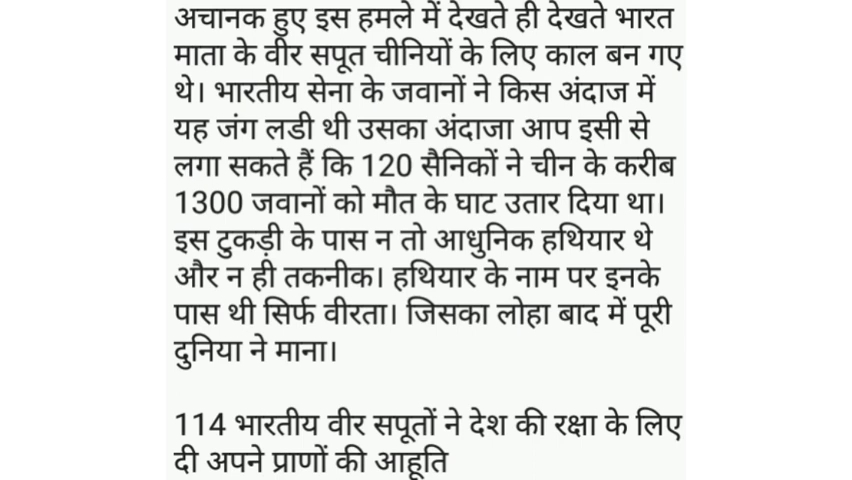 अचानक हुए इस हमले में देखते ही देखते भारत
माता के वीर सपूत चीनियों के लिए काल बन गए
थे। भारतीय सेना के जवानों ने किस अंदाज में
यह जंग लडी थी उसका अंदाजा आप इसी से
लगा सकते हैं कि 120 सैनिकों ने चीन के करीब
1300 जवानों को मौत के घाट उतार दिया था।
इस टुकड़ी के पास न तो आधुनिक हथियार थे
और न ही तकनीक। हथियार के नाम पर इनके
पास थी सिर्फ वीरता। जिसका लोहा बाद में पूरी
दुनिया ने माना।
114 भारतीय वीर सपूतों ने देश की रक्षा के लिए
दी अपने प्राणों की आहूति